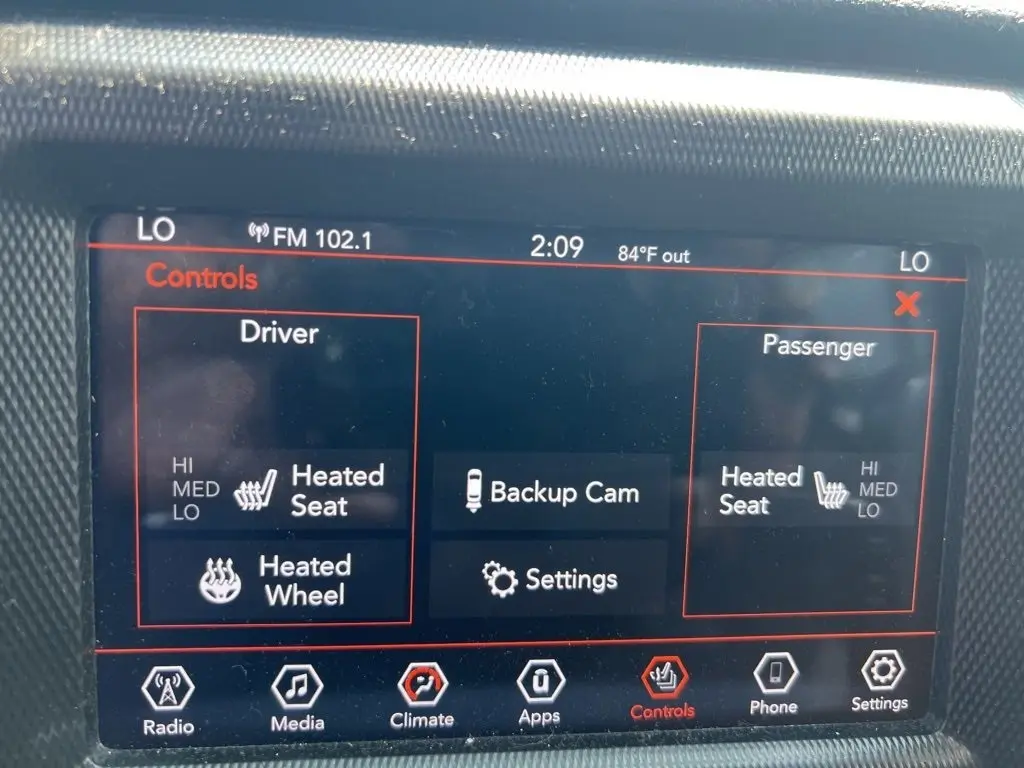 LO FM 102.1 2:09 84°F out LO
Controls
Driver
Passenger
HI
MED
LO
Heated
Seat
Backup Cam
Heated
Seat
HI
MED
LO
Heated
Wheel
Settings
Radio Media Climate Apps Controls Phone Settings